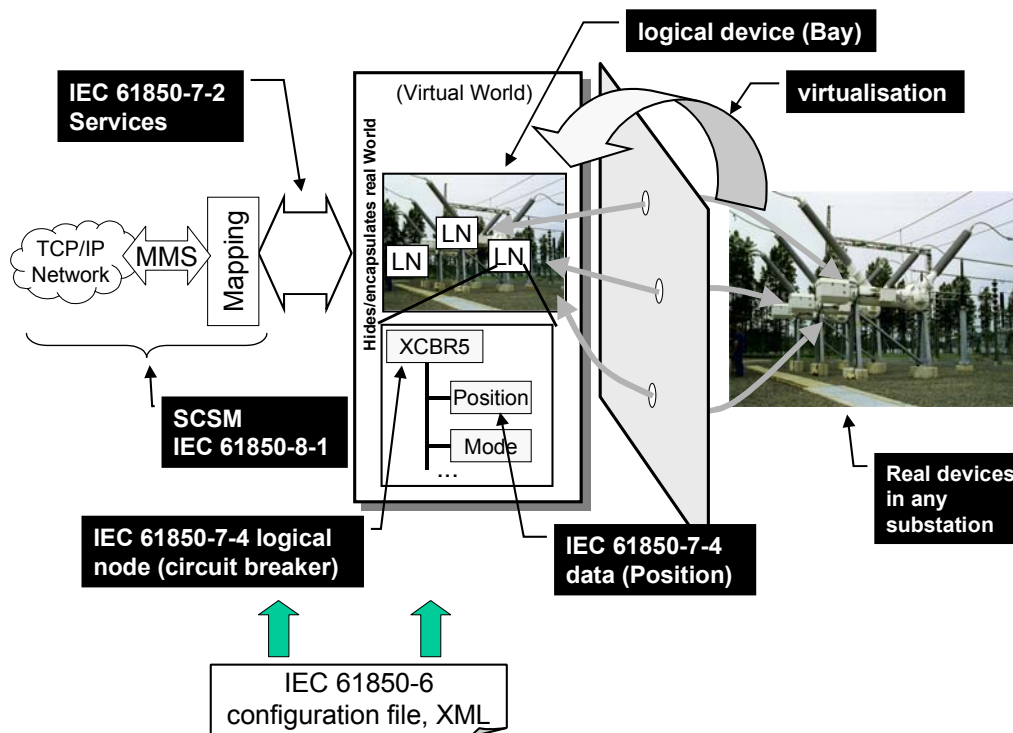 logical device (Bay)
IEC 61850-7-2
Services
(Virtual World)
virtualisation
Hides/encapsulates real World
TCP/IP
Network
MMS
Mapping
LN
LN
LN
XCBR5
Position
Mode
...
SCSM
IEC 61850-8-1
Real devices
in any
substation
IEC 61850-7-4 logical
node (circuit breaker)
IEC 61850-7-4
data (Position)
IEC 61850-6
configuration file, XML